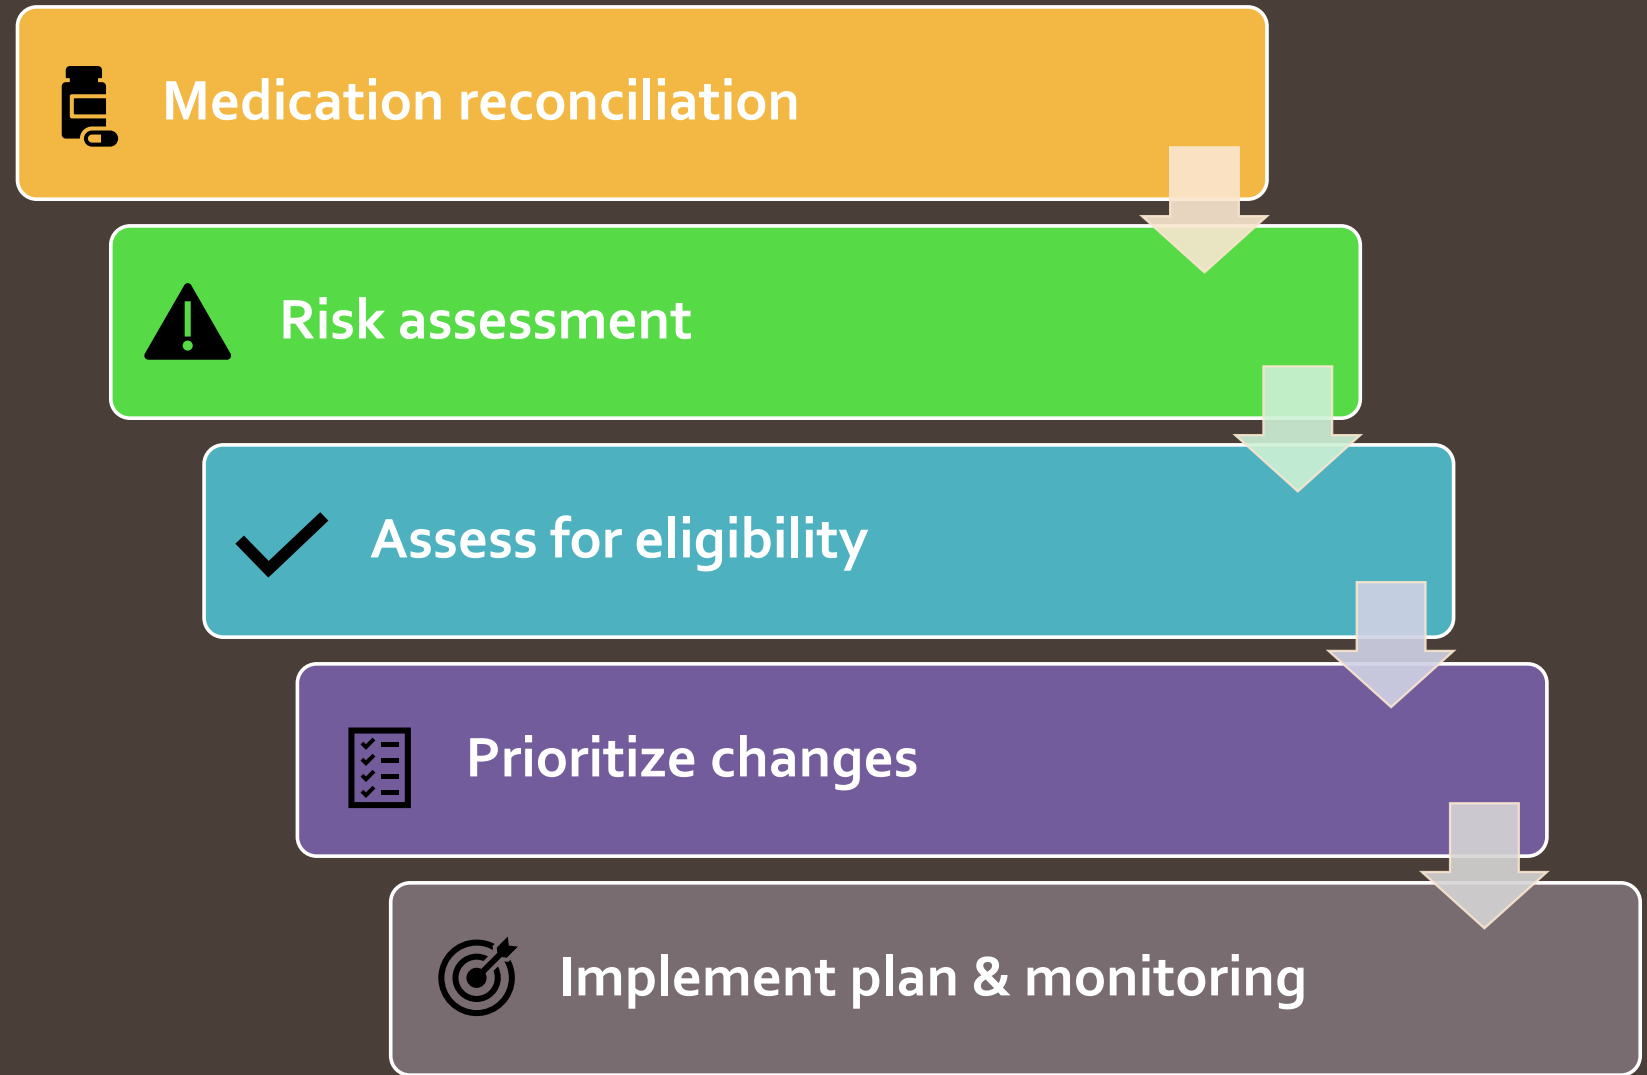 Medication reconciliation
Risk assessment
Assess for eligibility
Prioritize changes
Implement plan & monitoring